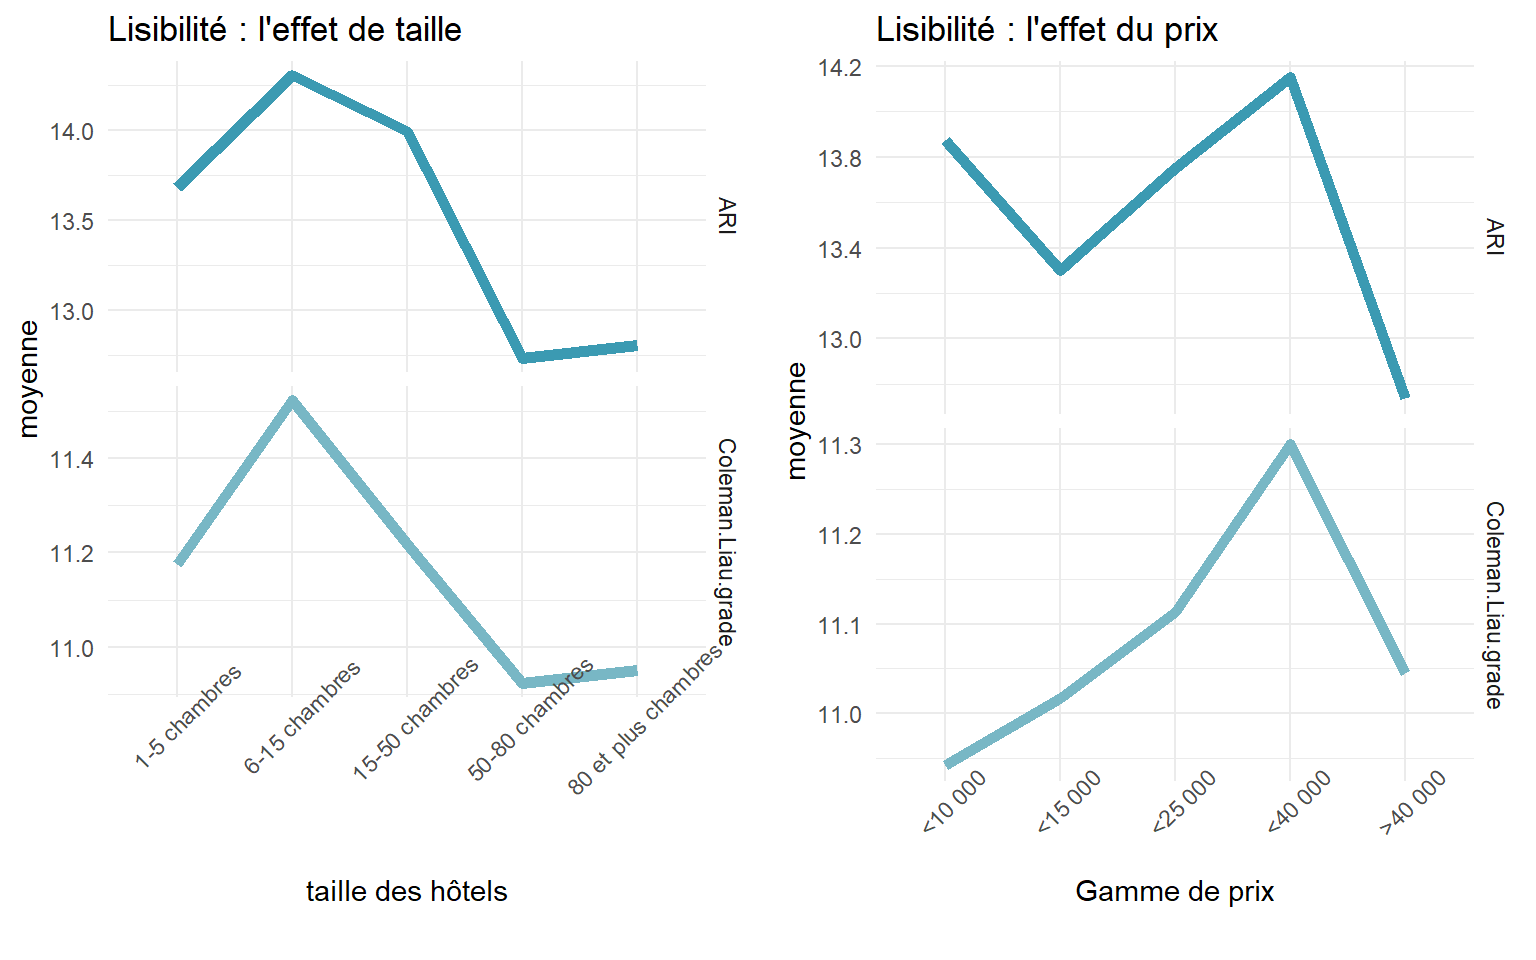 Lisibilité : l'effet de taille
14.0
13.5
13.0
ARI
11.4
11.2
11.0
Coleman.Liau.grade
moyenne
1-5 chambres
6-15 chambres
15-50 chambres
50-80 chambres
80 et plus chambres
taille des hôtels
Lisibilité : l'effet du prix
14.2
13.8
13.4
13.0
ARI
11.3
11.2
11.1
11.0
Coleman.Liau.grade
moyenne
<10 000
<15 000
<25 000
<40 000
>40 000
Gamme de prix